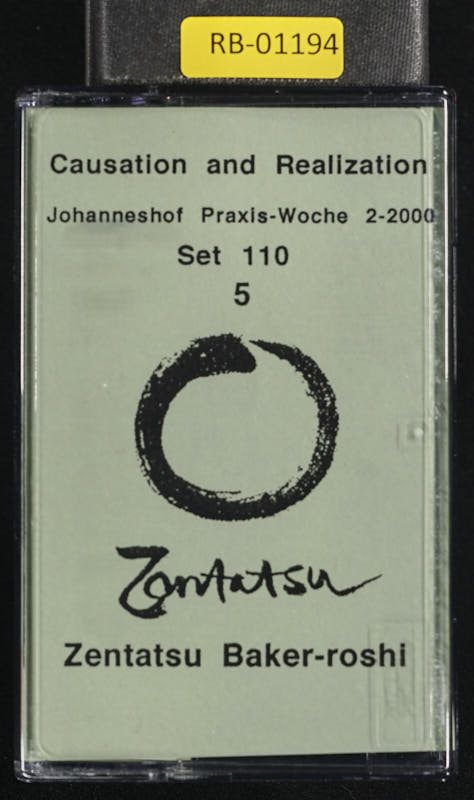 RB-01194
Causation and Realization
Johanneshof Praxis-Woche 2-2000
Set 110
5
Zentatsu
Zentatsu Baker-roshi